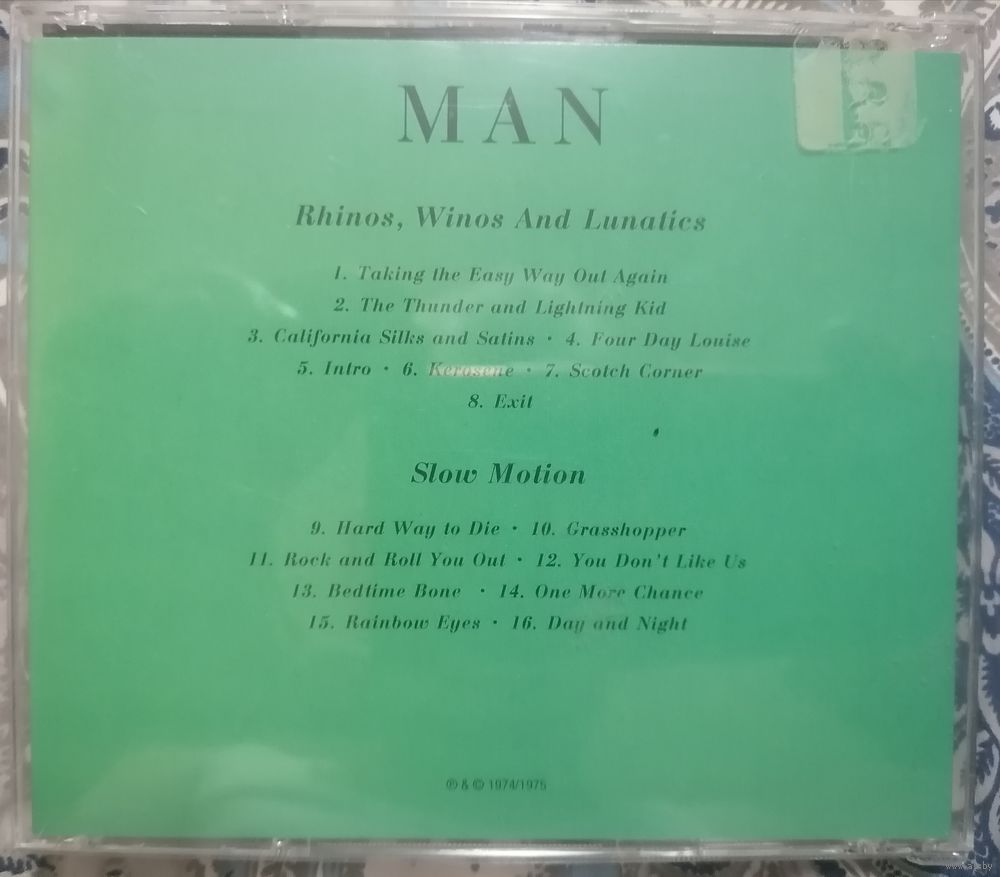 MAN
Rhinos, Winos And Lunatics
1. Taking the Easy Way Out Again
2. The Thunder and Lightning Kid
3. California Silks and Satins · 4. Four Day Louise
5. Intro · 6. Kerosene · 7. Scotch Corner
8. Exit
Slow Motion
9. Hard Way to Die · 10. Grasshopper
11. Rock and Roll You Out · 12. You Don't Like Us
13. Bedtime Bone · 14. One More Chance
15. Rainbow Eyes · 16. Day and Night
℗ & © 1974/1975